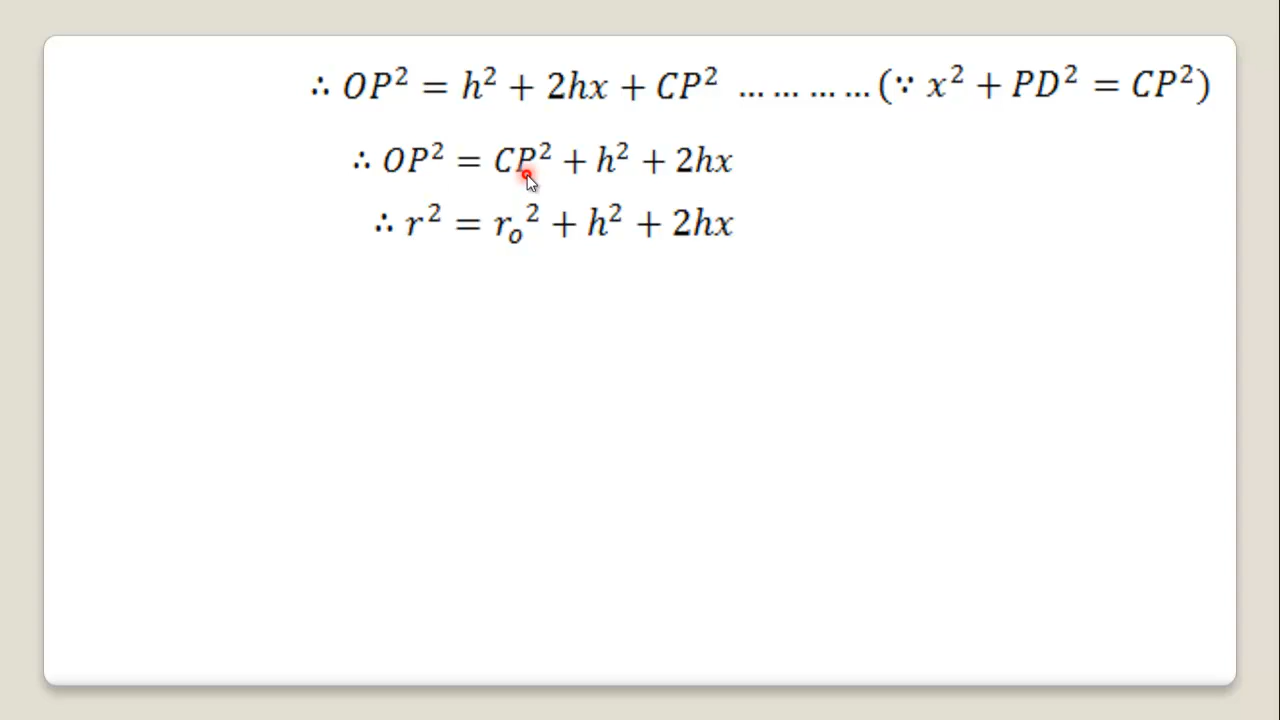 ∴ OP² = h² + 2hx + CP² … … … … (∵ x² + PD² = CP²)
∴ OP² = CP² + h² + 2hx
∴ r² = rₒ² + h² + 2hx